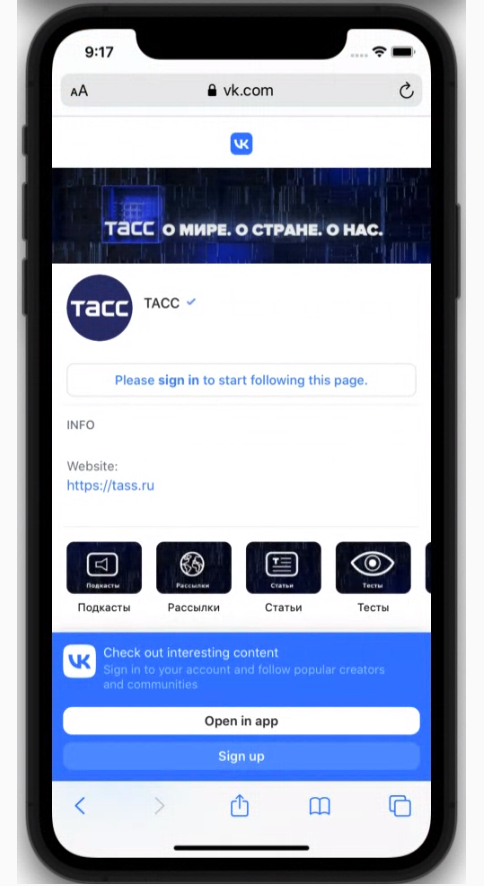 9:17
AA vk.com
VK
ТАСС О МИРЕ. О СТРАНЕ. О НАС.
ТАСС
ТАСС
Please sign in to start following this page.
INFO
Website:
https://tass.ru
Подкасты Рассылки Статьи Тесты
Подкасты Рассылки Статьи Тесты
VK
Check out interesting content
Sign in to your account and follow popular creators
and communities
Open in app
Sign up